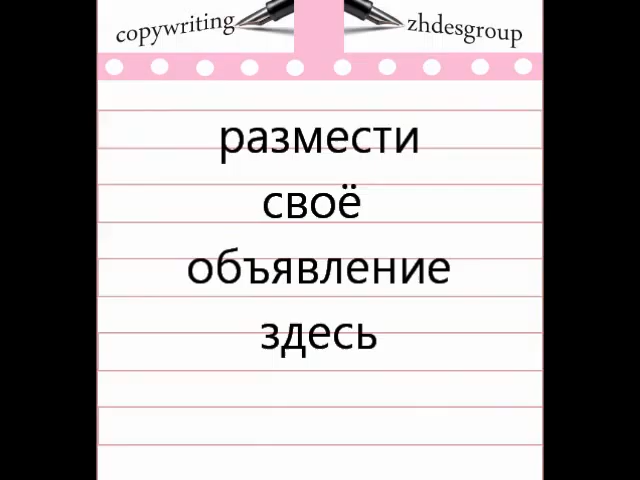 copywriting zhdesgroup
размести
своё
объявление
здесь